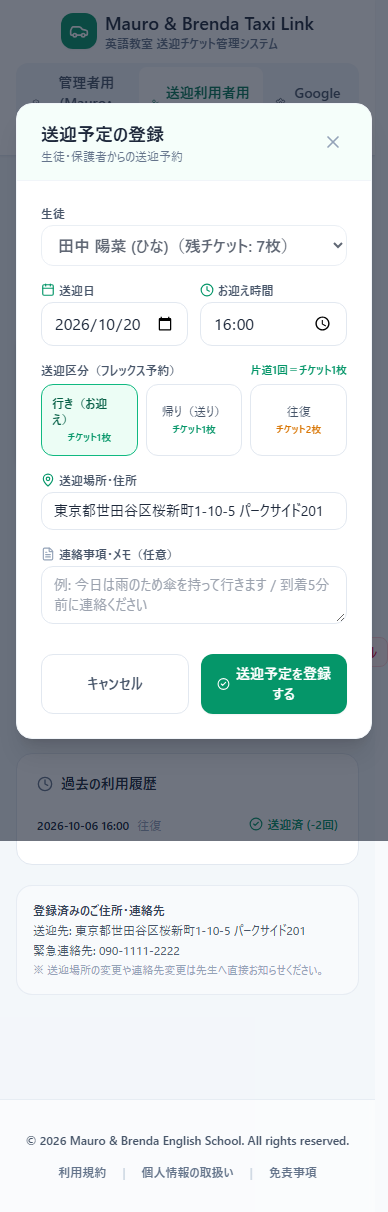 Mauro & Brenda Taxi Link
英語教室 送迎チケット管理システム
管理者用
(Mauro・
送迎利用者用
Google
送迎予定の登録
生徒・保護者からの送迎予約
生徒
田中 陽菜 (ひな)（残チケット: 7枚）
送迎日
お迎え時間
2026/10/20
16:00
送迎区分（フレックス予約）
片道1回＝チケット1枚
行き（お迎
え）
チケット1枚
帰り（送り）
チケット1枚
往復
チケット2枚
送迎場所・住所
東京都世田谷区桜新町1-10-5 パークサイド201
連絡事項・メモ（任意）
例: 今日は雨のため傘を持って行きます / 到着5分
前に連絡ください
キャンセル
送迎予定を登録
する
ル
過去の利用履歴
2026-10-06 16:00 往復
送迎済 (-2回)
登録済みのご住所・連絡先
送迎先: 東京都世田谷区桜新町1-10-5 パークサイド201
緊急連絡先: 090-1111-2222
※ 送迎場所の変更や連絡先変更は先生へ直接お知らせください。
© 2026 Mauro & Brenda English School. All rights reserved.
利用規約 | 個人情報の取扱い | 免責事項